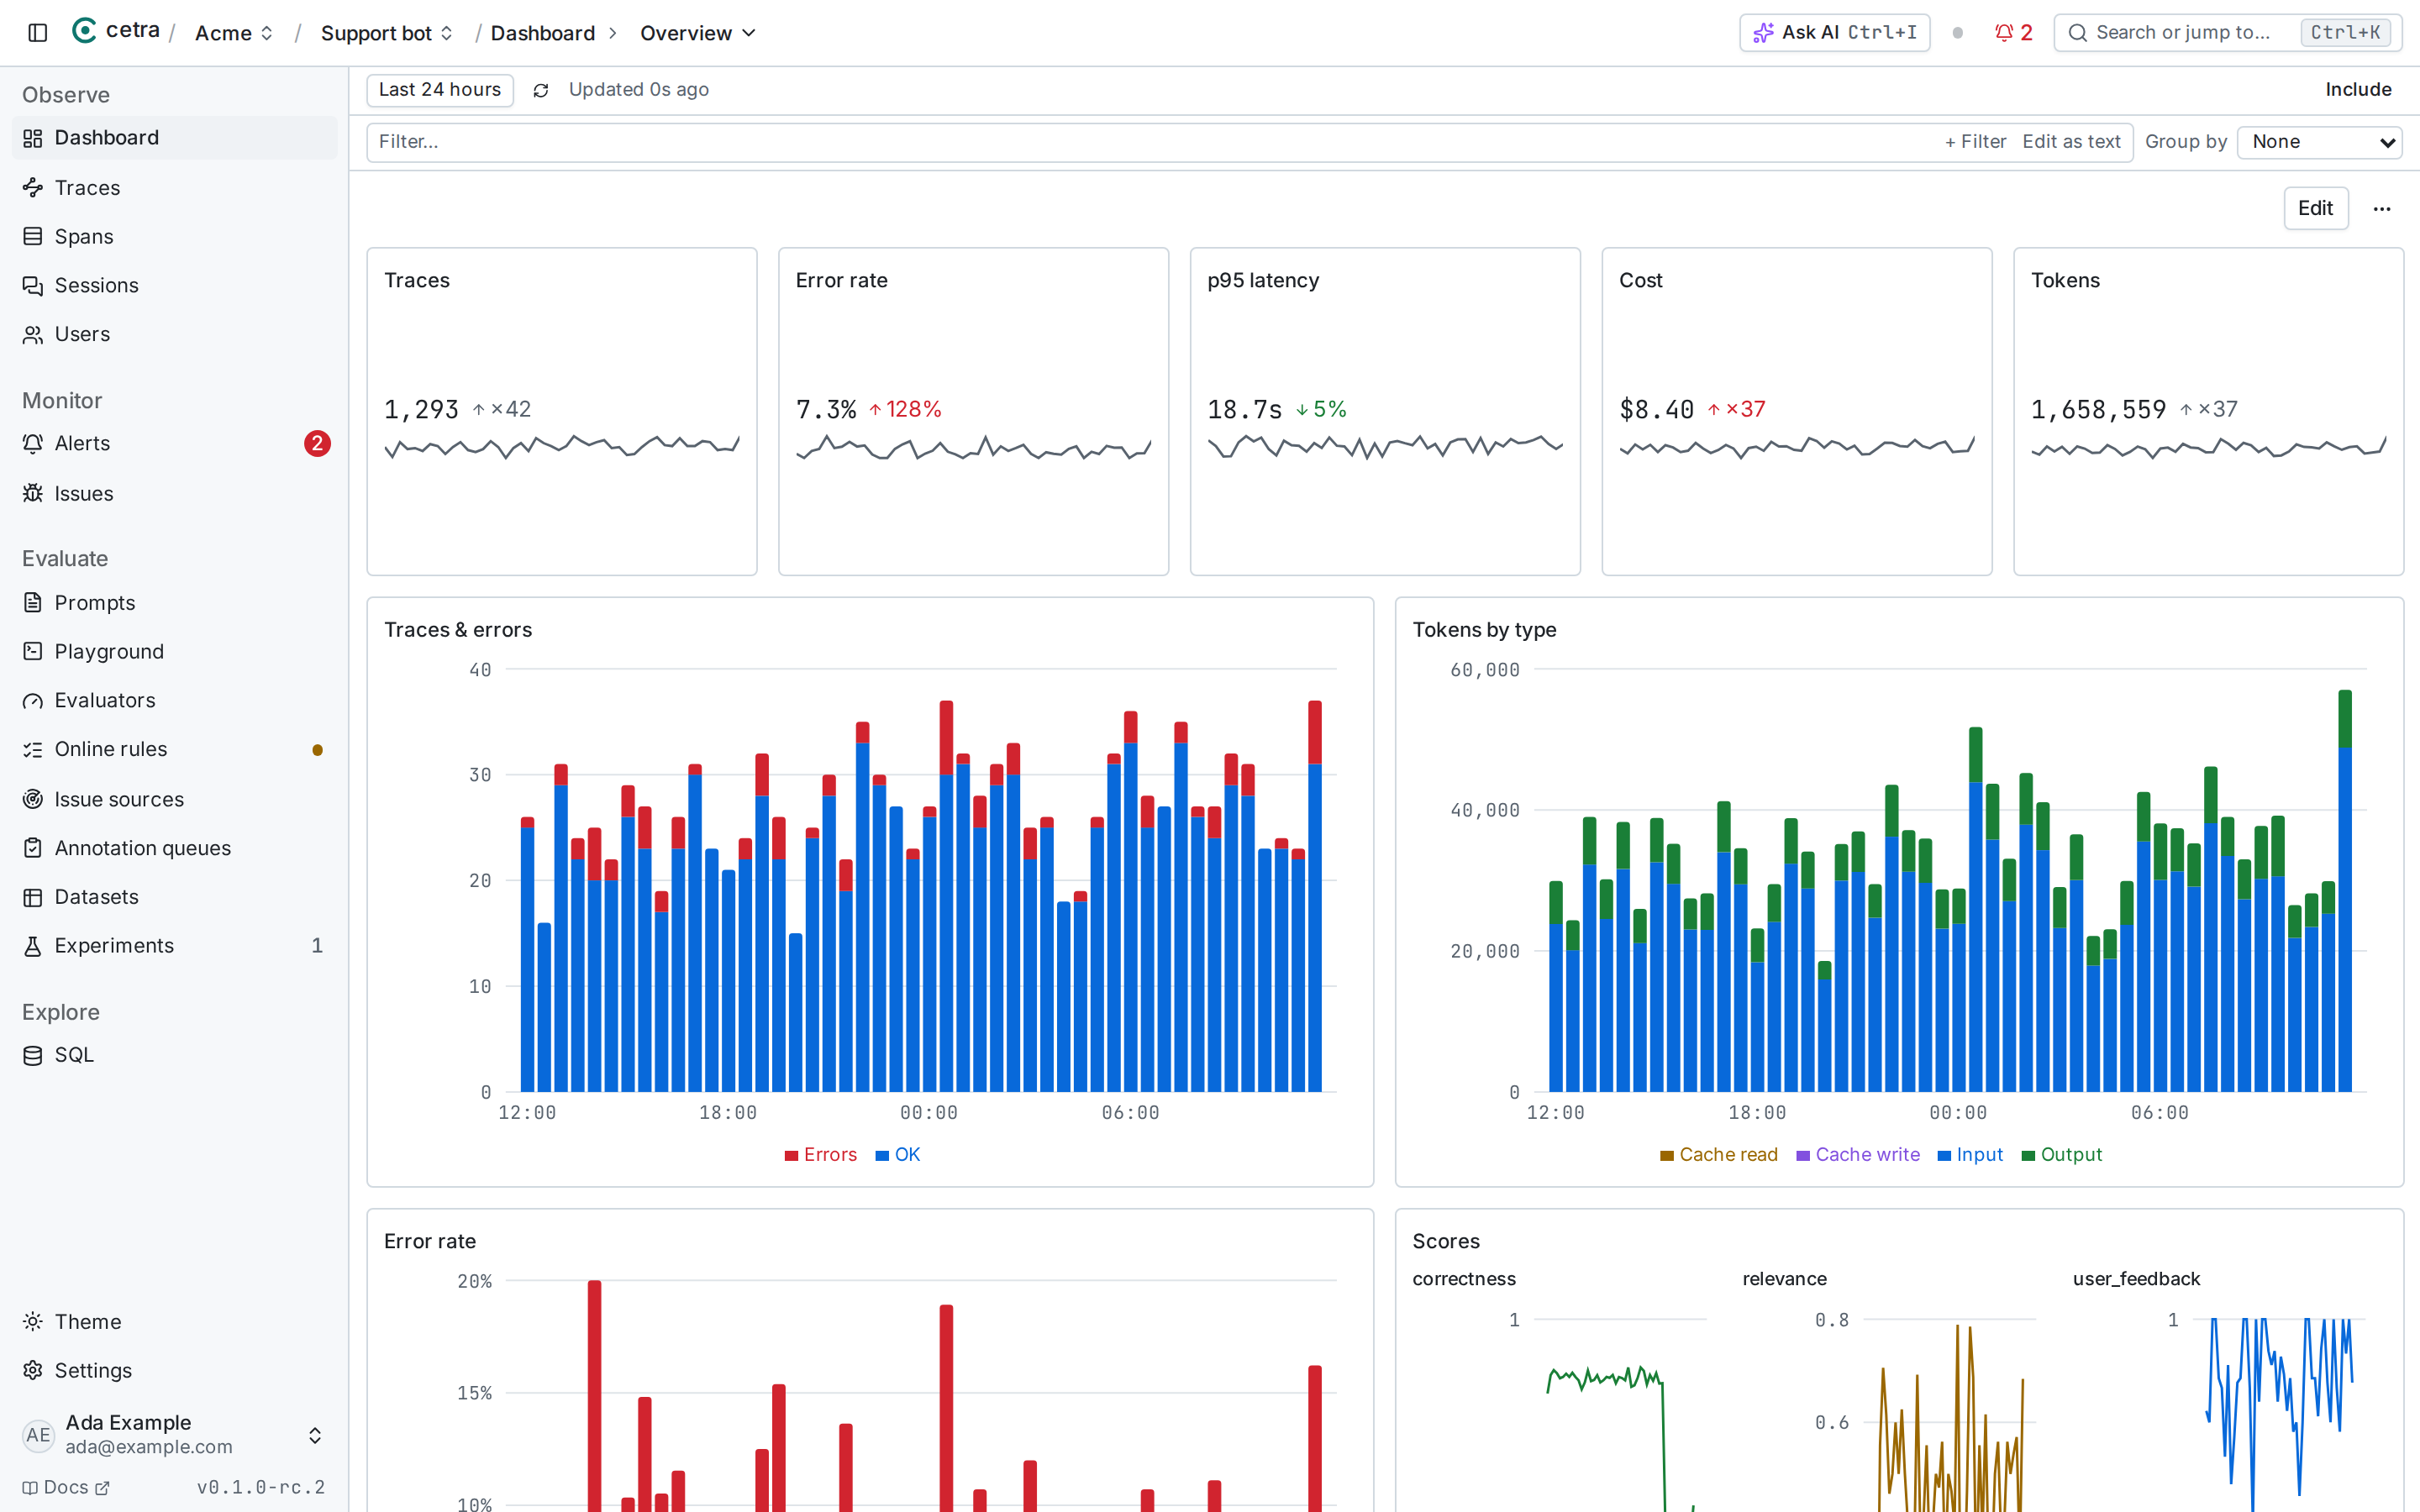 cetra / Acme / Support bot / Dashboard > Overview
Ask AI Ctrl+I
2
Search or jump to... Ctrl+K
Observe
Dashboard
Traces
Spans
Sessions
Users
Monitor
Alerts 2
Issues
Evaluate
Prompts
Playground
Evaluators
Online rules
Issue sources
Annotation queues
Datasets
Experiments 1
Explore
SQL
Theme
Settings
AE
Ada Example
ada@example.com
Docs v0.1.0-rc.2
Last 24 hours Updated 0s ago Include
Filter... + Filter Edit as text Group by None
Edit ...
Traces
1,293 ↑ ×42
Error rate
7.3% ↑ 128%
p95 latency
18.7s ↓ 5%
Cost
$8.40 ↑ ×37
Tokens
1,658,559 ↑ ×37
Traces & errors
40
30
20
10
0
12:00 18:00 00:00 06:00
Errors OK
Tokens by type
60,000
40,000
20,000
0
12:00 18:00 00:00 06:00
Cache read Cache write Input Output
Error rate
20%
15%
10%
Scores
correctness
1
relevance
0.8
0.6
user_feedback
1